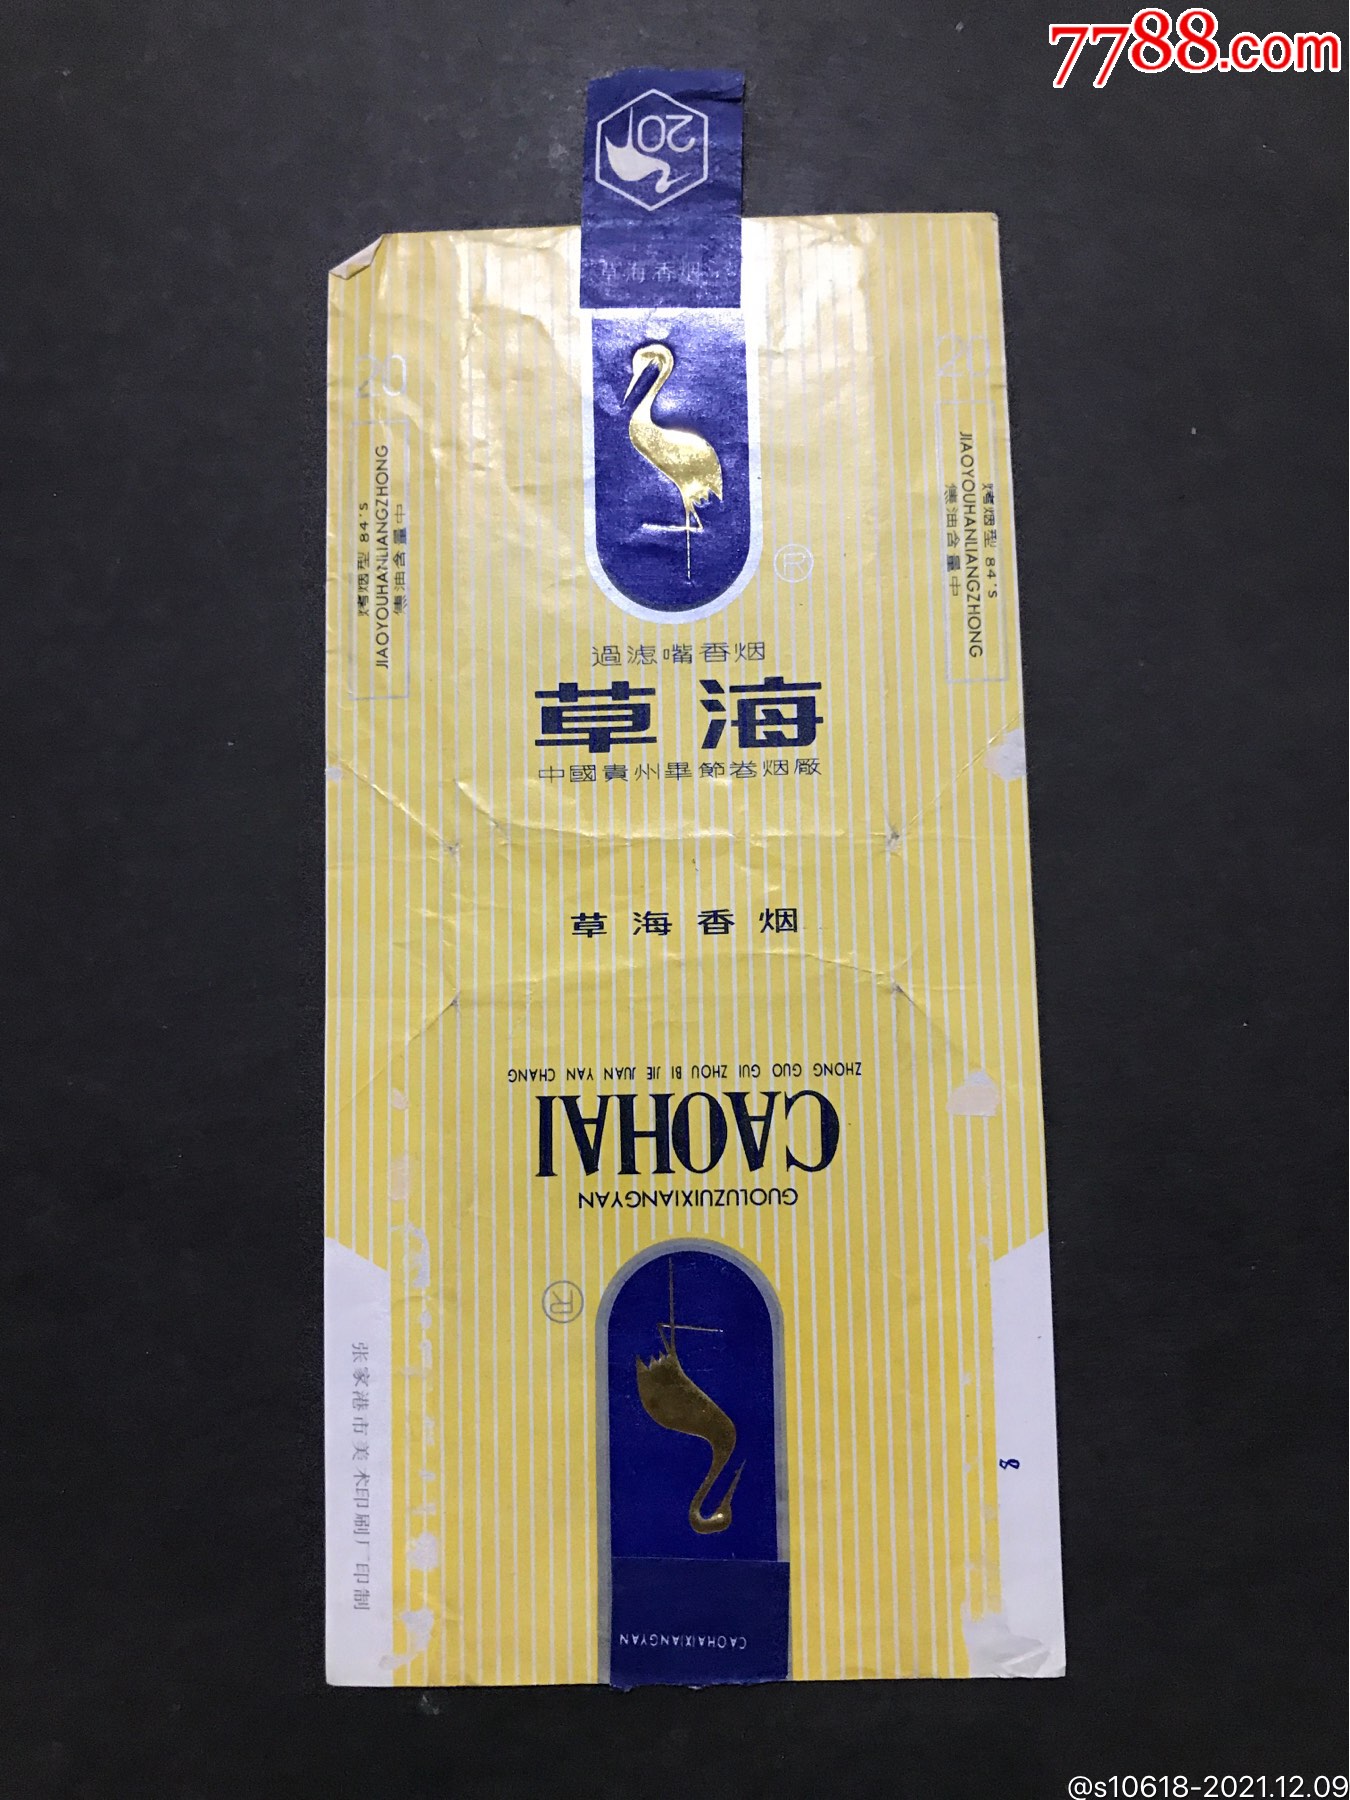 7788.com
20
草海香烟
20
烤烟型 84's
JIAOYOUHANLIANGZHONG
焦油含量中
20
烤烟型 84's
JIAOYOUHANLIANGZHONG
焦油含量中
R
過滤嘴香烟
草海
中國貴州畢節卷烟廠
草海香烟
ZHONG GUO GUI ZHOU BI JIE JUAN YAN CHANG
CAOHAI
GUOLUZUIXIANGYAN
R
张家港市美术印刷厂印制
8
CAOHAIXIANGYAN
@s10618-2021.12.09